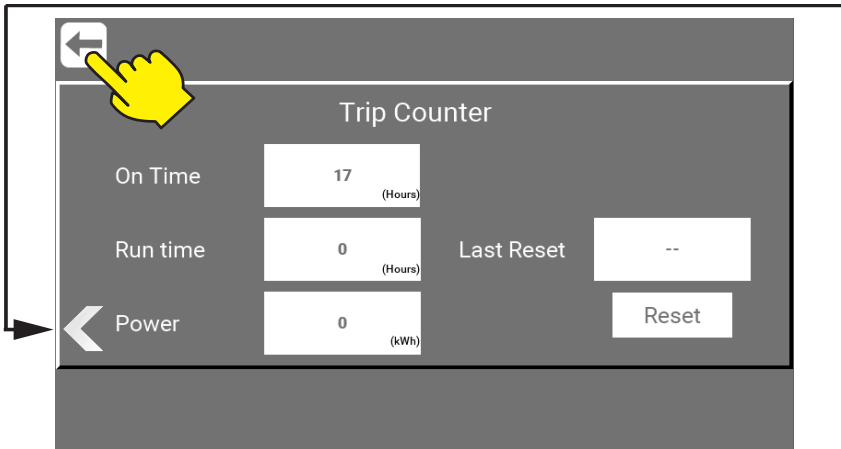 Trip Counter
On Time 17 (Hours)
Run time 0 (Hours) Last Reset --
Power 0 (kWh) Reset